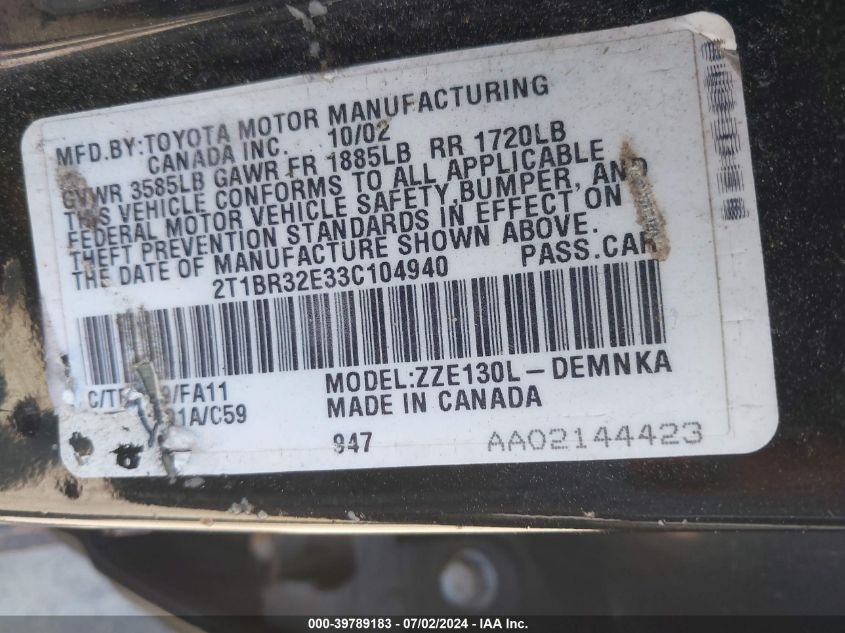 MFD.BY:TOYOTA MOTOR MANUFACTURING
CANADA INC. 10/02
GVWR 3585LB GAWR FR 1885LB RR 1720LB
THIS VEHICLE CONFORMS TO ALL APPLICABLE
FEDERAL MOTOR VEHICLE SAFETY,BUMPER, AND
THEFT PREVENTION STANDARDS IN EFFECT ON
THE DATE OF MANUFACTURE SHOWN ABOVE.
2T1BR32E33C104940 PASS.CAR
/FA11 MODEL:ZZE130L-DEMNKA
1A/C59 MADE IN CANADA
947 AA02144423
000-39789183 - 07/02/2024 - IAA Inc.